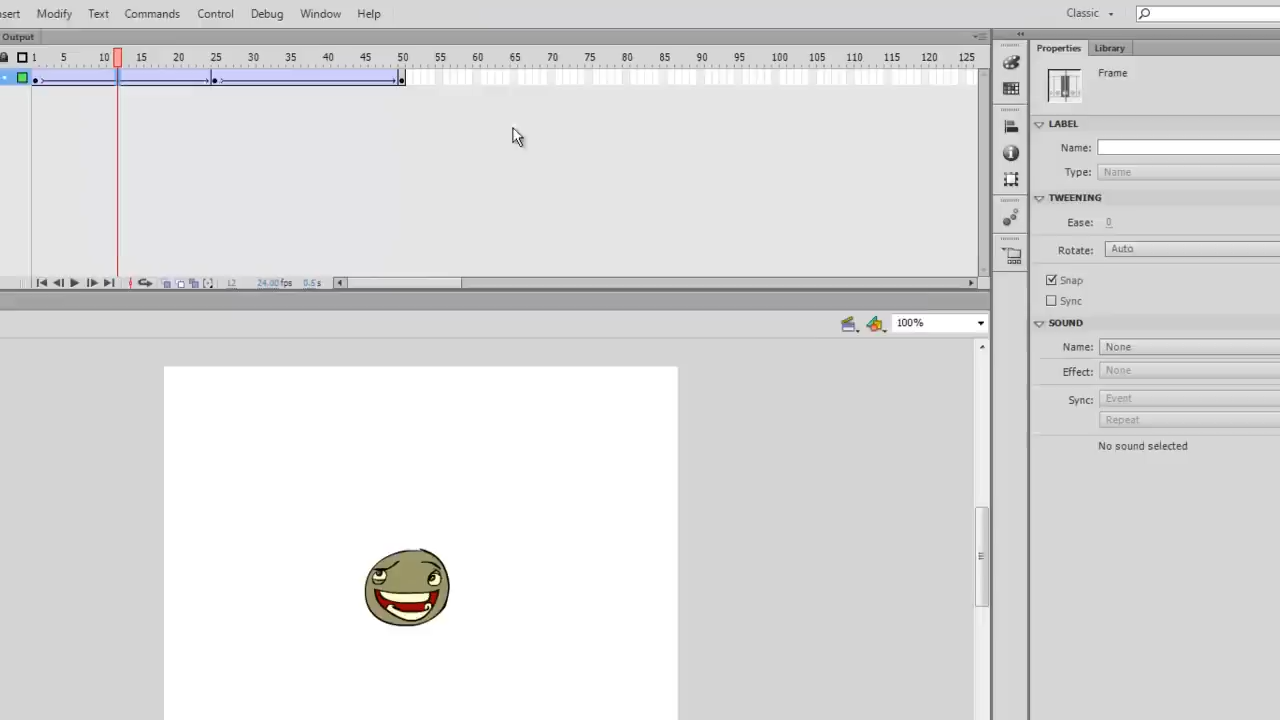 nsert Modify Text Commands Control Debug Window Help Classic
Output
1 5 10 15 20 25 30 35 40 45 50 55 60 65 70 75 80 85 90 95 100 105 110 115 120 125
Properties Library
Frame
LABEL
Name:
Type: Name
TWEENING
Ease: 0
Rotate: Auto
Snap
Sync
12 24.00 fps 0.5 s
SOUND
100%
Name: None
Effect: None
Sync: Event
Repeat
No sound selected